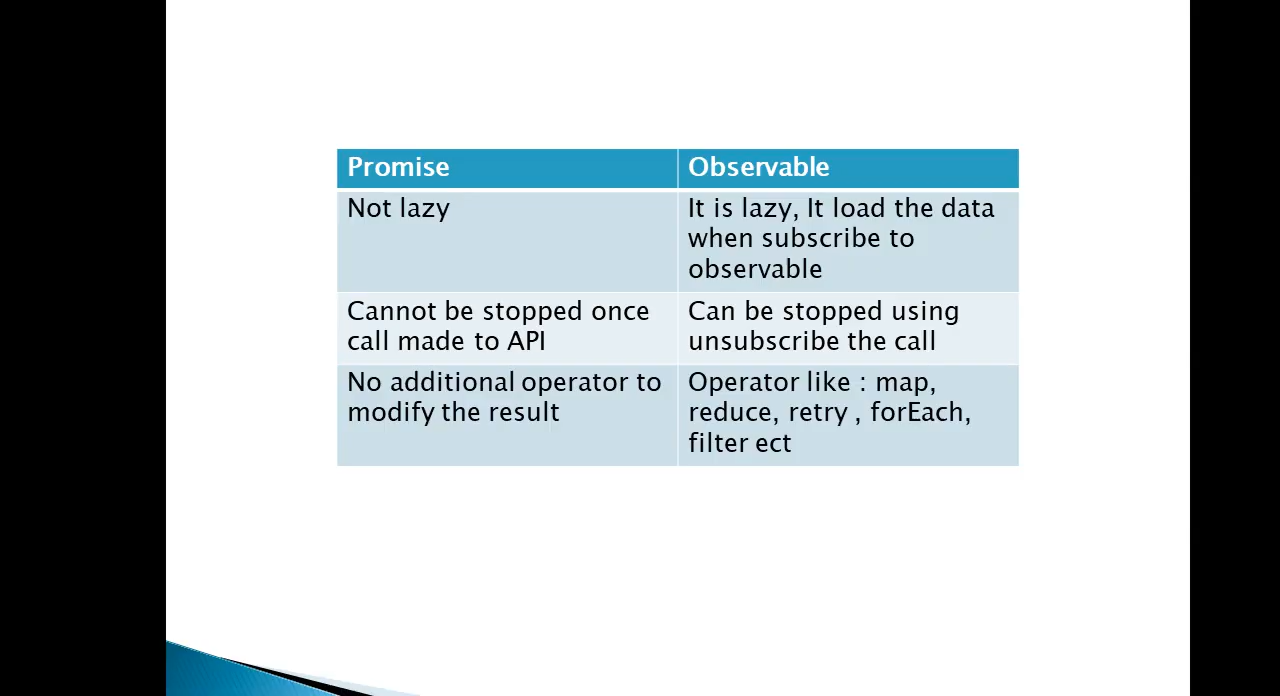 Promise
Observable
Not lazy
It is lazy, It load the data
when subscribe to
observable
Cannot be stopped once
call made to API
Can be stopped using
unsubscribe the call
No additional operator to
modify the result
Operator like : map,
reduce, retry , forEach,
filter ect